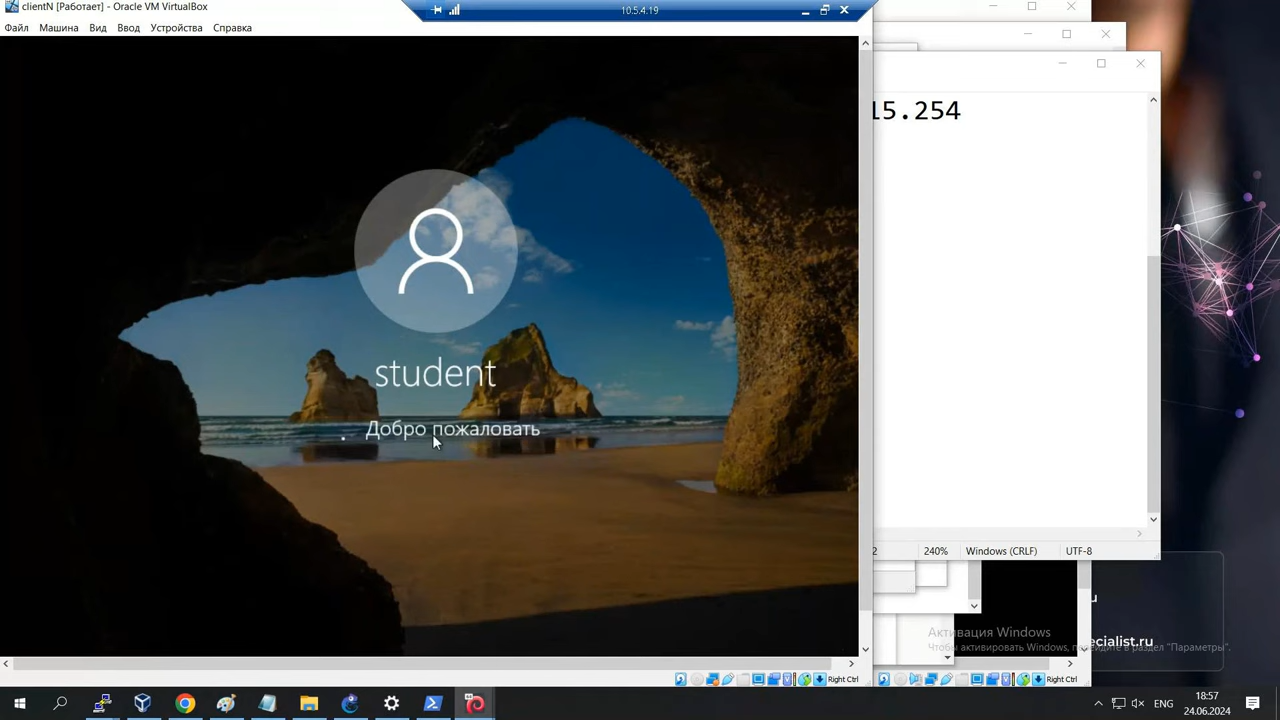 clientN [Работает] - Oracle VM VirtualBox
10.5.4.19
Файл Машина Вид Ввод Устройства Справка
15.254
student
Добро пожаловать
240% Windows (CRLF) UTF-8
Активация Windows
Чтобы активировать Windows, перейдите в раздел "Параметры".
ecialist.ru
Right Ctrl
Right Ctrl
ENG
18:57
24.06.2024